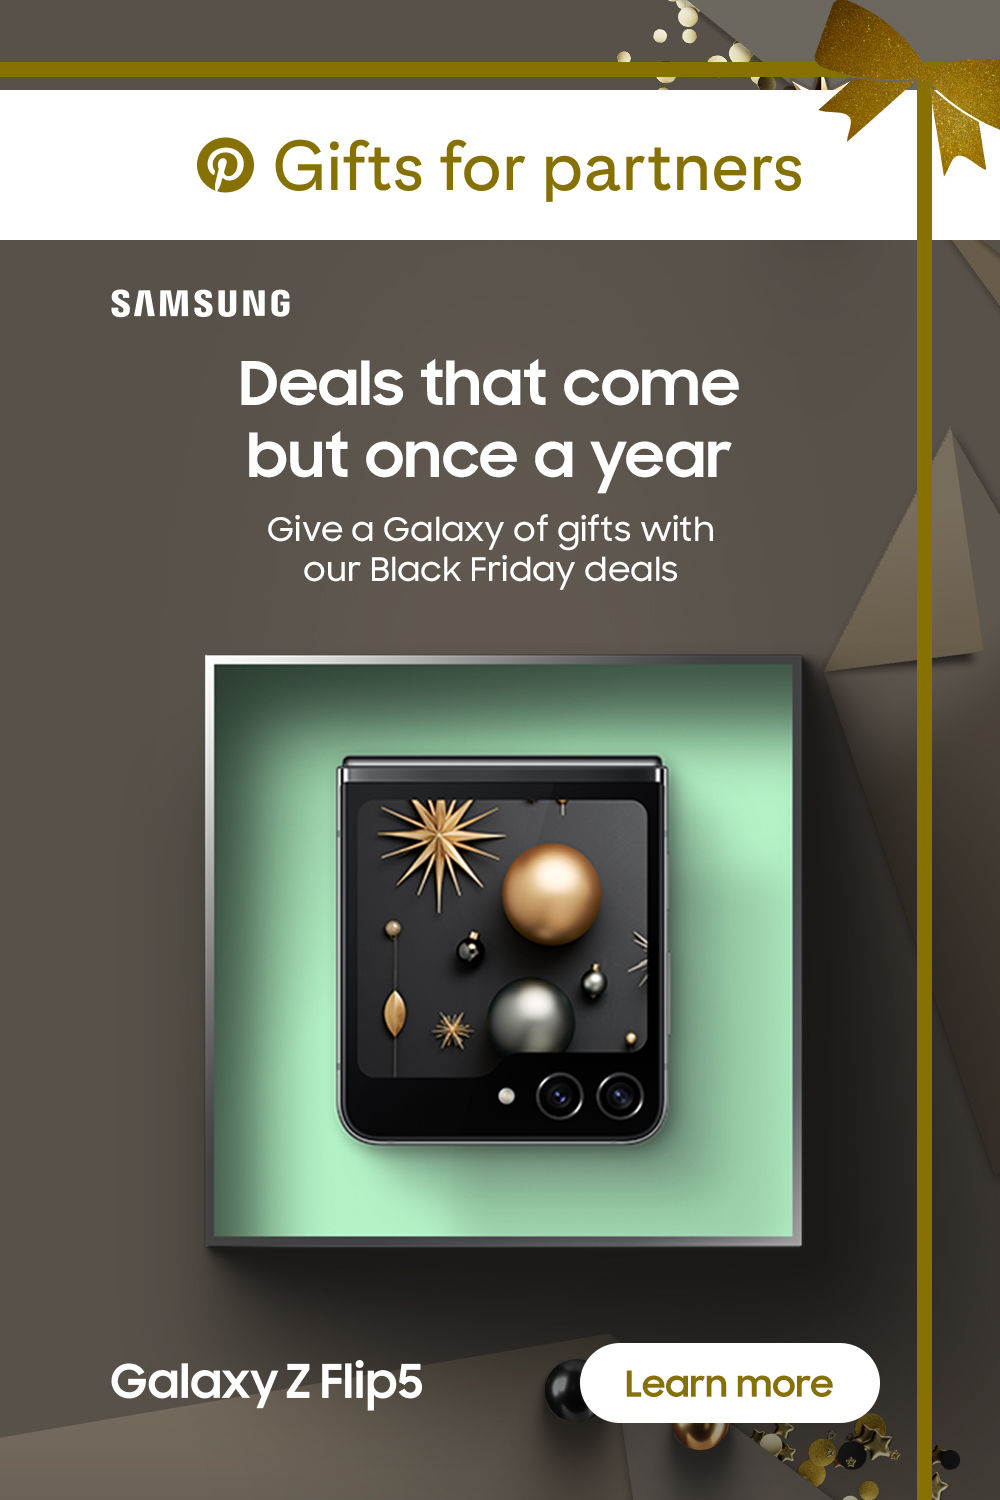 Gifts for partners
SAMSUNG
Deals that come
but once a year
Give a Galaxy of gifts with
our Black Friday deals
Galaxy Z Flip5
Learn more